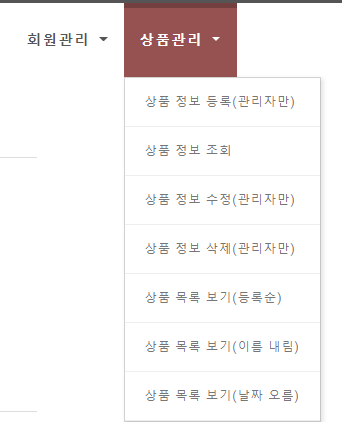 회원관리 상품관리
상품 정보 등록(관리자만)
상품 정보 조회
상품 정보 수정(관리자만)
상품 정보 삭제(관리자만)
상품 목록 보기(등록순)
상품 목록 보기(이름 내림)
상품 목록 보기(날짜 오름)